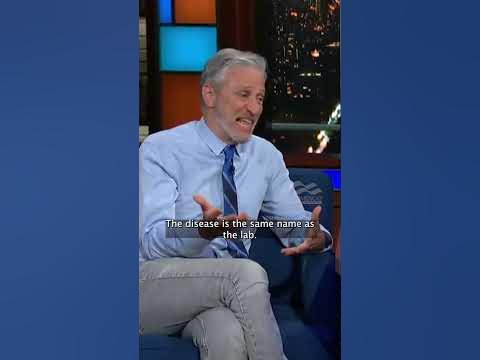 The disease is the same name as
the lab.